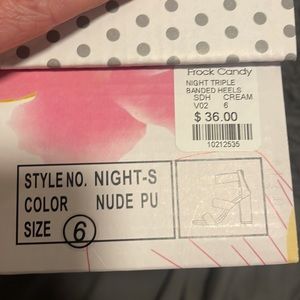 Frock Candy
NIGHT TRIPLE
BANDED HEELS
SDH CREAM
V02 6
$ 36.00
10212535
STYLE NO. NIGHT-S
COLOR NUDE PU
SIZE 6